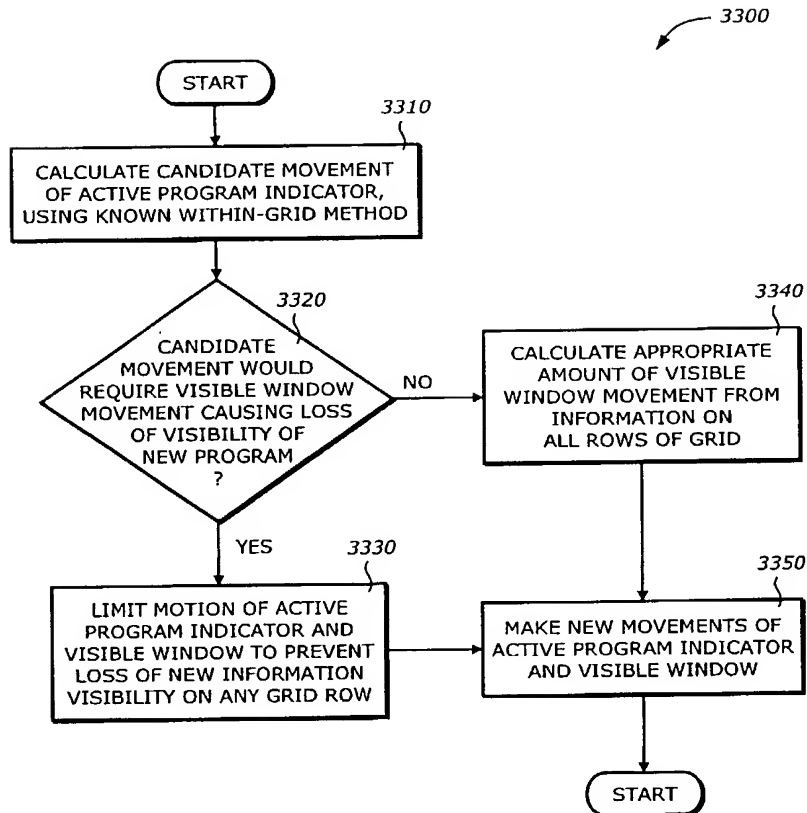 3300
START
3310
CALCULATE CANDIDATE MOVEMENT
OF ACTIVE PROGRAM INDICATOR,
USING KNOWN WITHIN-GRID METHOD
3320
CANDIDATE
MOVEMENT WOULD
REQUIRE VISIBLE WINDOW
MOVEMENT CAUSING LOSS
OF VISIBILITY OF
NEW PROGRAM
?
NO
3340
CALCULATE APPROPRIATE
AMOUNT OF VISIBLE
WINDOW MOVEMENT FROM
INFORMATION ON
ALL ROWS OF GRID
YES
3330
LIMIT MOTION OF ACTIVE
PROGRAM INDICATOR AND
VISIBLE WINDOW TO PREVENT
LOSS OF NEW INFORMATION
VISIBILITY ON ANY GRID ROW
3350
MAKE NEW MOVEMENTS OF
ACTIVE PROGRAM INDICATOR
AND VISIBLE WINDOW
START